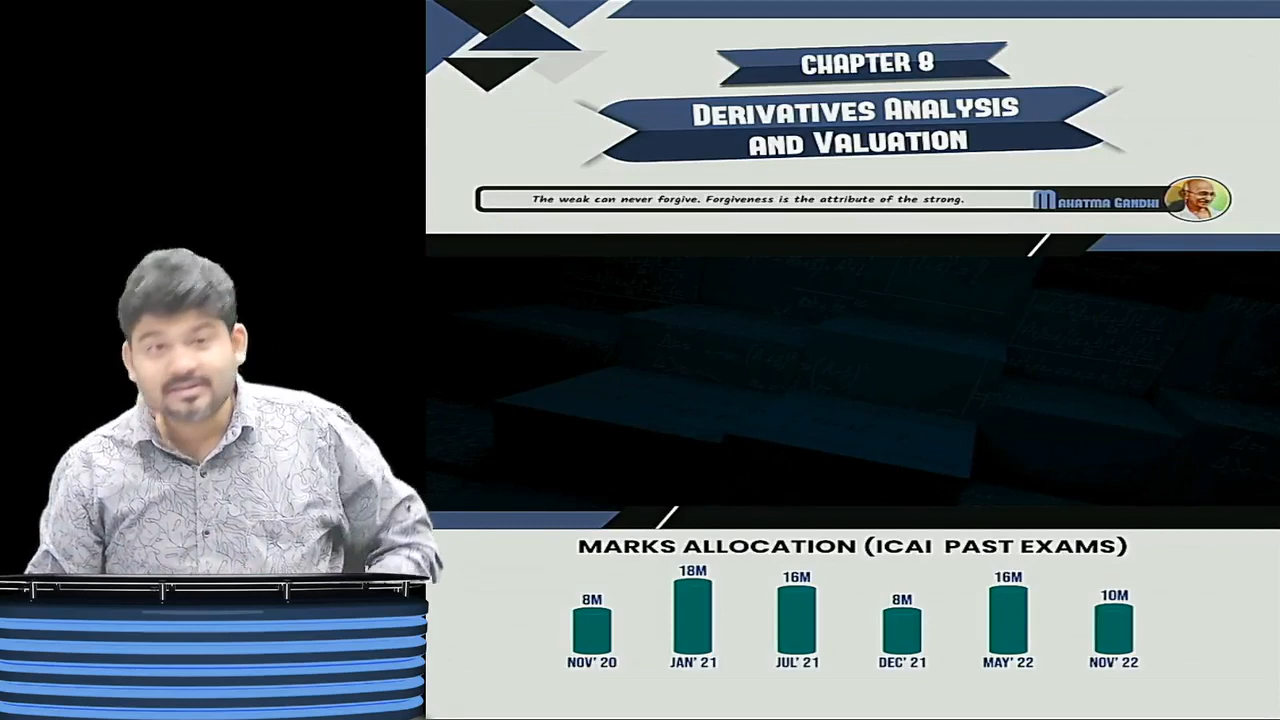 CHAPTER 8
DERIVATIVES ANALYSIS
AND VALUATION
The weak can never forgive. Forgiveness is the attribute of the strong.
MAHATMA GANDHI
MARKS ALLOCATION (ICAI PAST EXAMS)
8M
18M
16M
8M
16M
10M
NOV' 20
JAN' 21
JUL' 21
DEC' 21
MAY' 22
NOV' 22